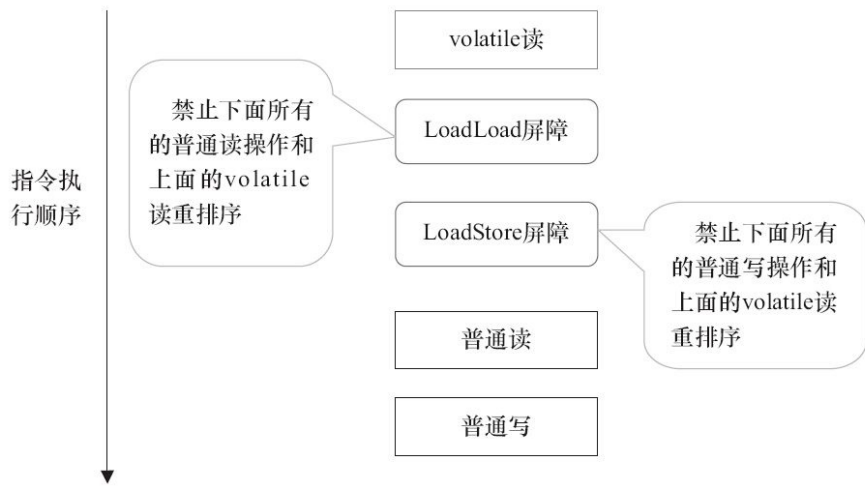 volatile读
禁止下面所有
的普通读操作和
上面的volatile
读重排序
LoadLoad屏障
指令执
行顺序
LoadStore屏障
禁止下面所有
的普通写操作和
上面的volatile读
重排序
普通读
普通写